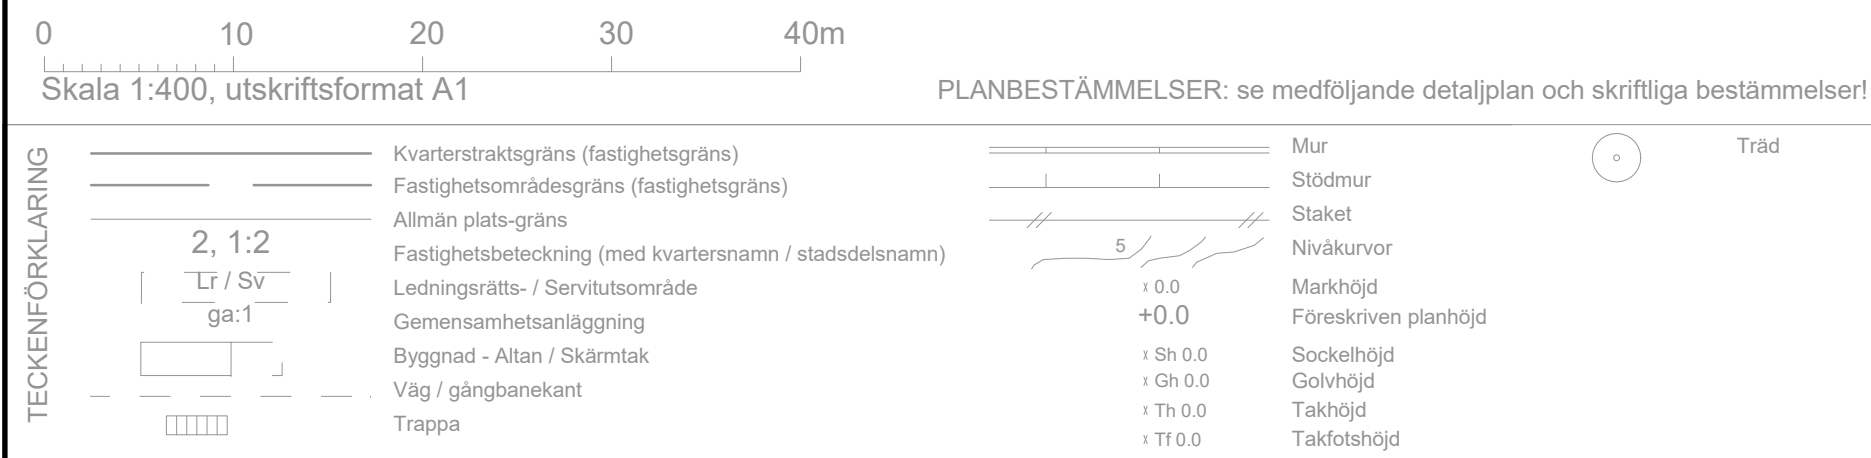 0 10 20 30 40m
Skala 1:400, utskriftsformat A1
PLANBESTÄMMELSER: se medföljande detaljplan och skriftliga bestämmelser!
TECKENFÖRKLARING
Kvarterstraktsgräns (fastighetsgräns)
Fastighetsområdesgräns (fastighetsgräns)
Allmän plats-gräns
2, 1:2 Fastighetsbeteckning (med kvartersnamn / stadsdelsnamn)
Lr / Sv Ledningsrätts- / Servitutsområde
ga:1 Gemensamhetsanläggning
Byggnad - Altan / Skärmtak
Väg / gångbanekant
Trappa
Mur
Stödmur
Staket
5 Nivåkurvor
x 0.0 Markhöjd
+0.0 Föreskriven planhöjd
x Sh 0.0 Sockelhöjd
x Gh 0.0 Golvhöjd
x Th 0.0 Takhöjd
x Tf 0.0 Takfotshöjd
Träd